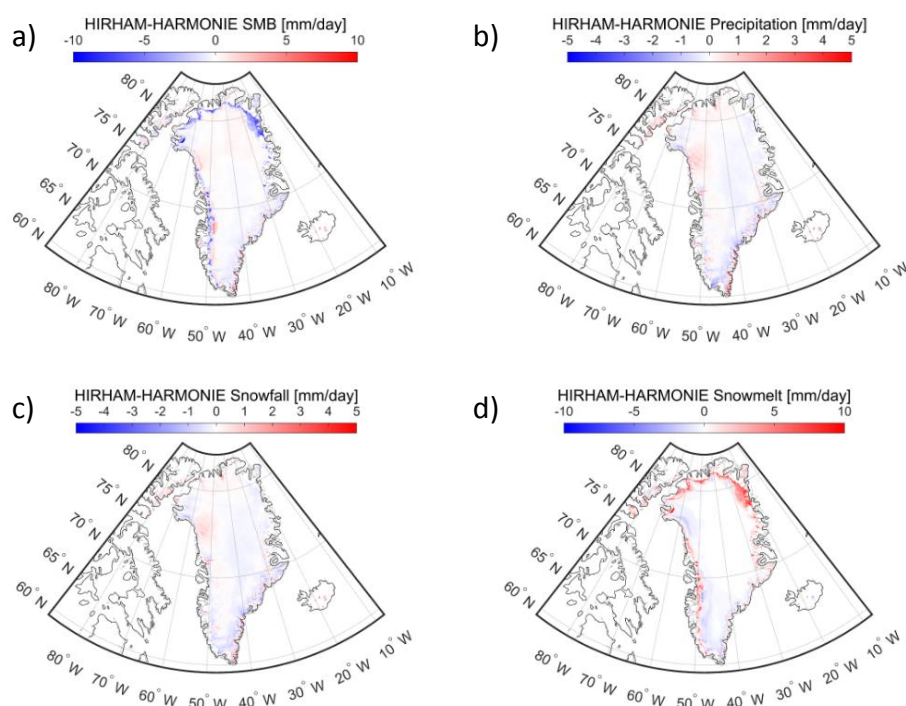 a) HIRHAM-HARMONIE SMB [mm/day]
-10 -5 0 5 10
80° N
75° N
70° N
65° N
60° N
80° W
70° W
60° W
50° W
40° W
30° W
20° W
10° W
b) HIRHAM-HARMONIE Precipitation [mm/day]
-5 -4 -3 -2 -1 0 1 2 3 4 5
80° N
75° N
70° N
65° N
60° N
80° W
70° W
60° W
50° W
40° W
30° W
20° W
10° W
c) HIRHAM-HARMONIE Snowfall [mm/day]
-5 -4 -3 -2 -1 0 1 2 3 4 5
80° N
75° N
70° N
65° N
60° N
80° W
70° W
60° W
50° W
40° W
30° W
20° W
10° W
d) HIRHAM-HARMONIE Snowmelt [mm/day]
-10 -5 0 5 10
80° N
75° N
70° N
65° N
60° N
80° W
70° W
60° W
50° W
40° W
30° W
20° W
10° W